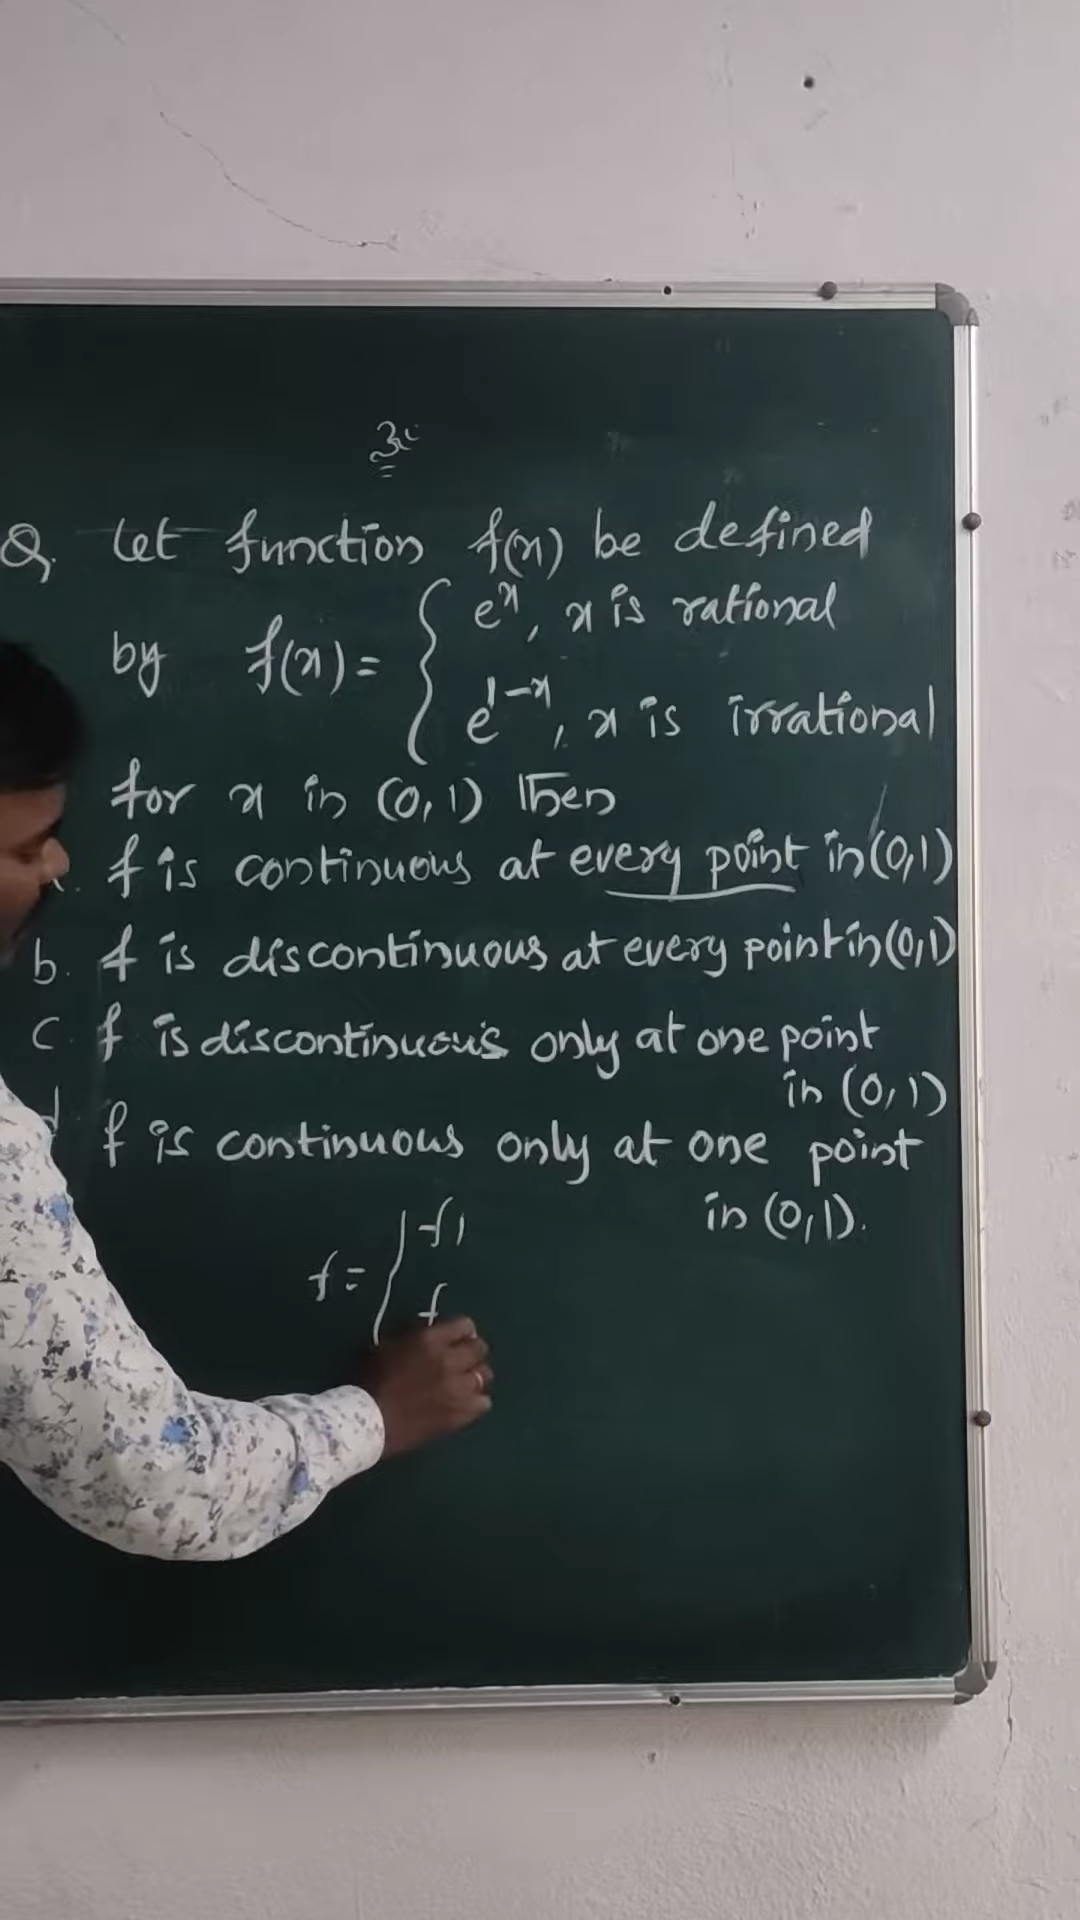 Q. Let function f(x) be defined
by f(x) = { e^x, x is rational
e^1-x, x is irrational
for x in (0,1) Then
f is continuous at every point in (0,1)
b. f is discontinuous at every point in (0,1)
c. f is discontinuous only at one point
in (0,1)
d f is continuous only at one point
in (0,1).
f = { f1
f